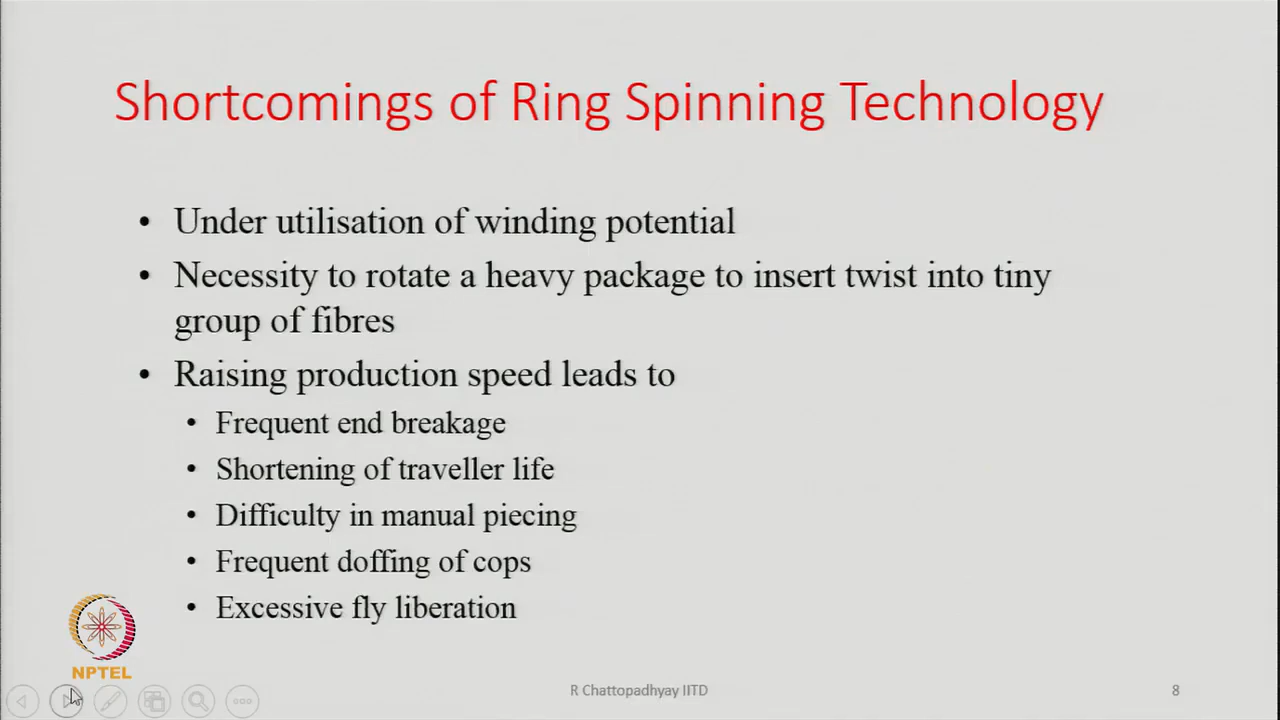 Shortcomings of Ring Spinning Technology
• Under utilisation of winding potential
• Necessity to rotate a heavy package to insert twist into tiny
group of fibres
• Raising production speed leads to
• Frequent end breakage
• Shortening of traveller life
• Difficulty in manual piecing
• Frequent doffing of cops
• Excessive fly liberation
NPTEL
R Chattopadhyay IITD
8